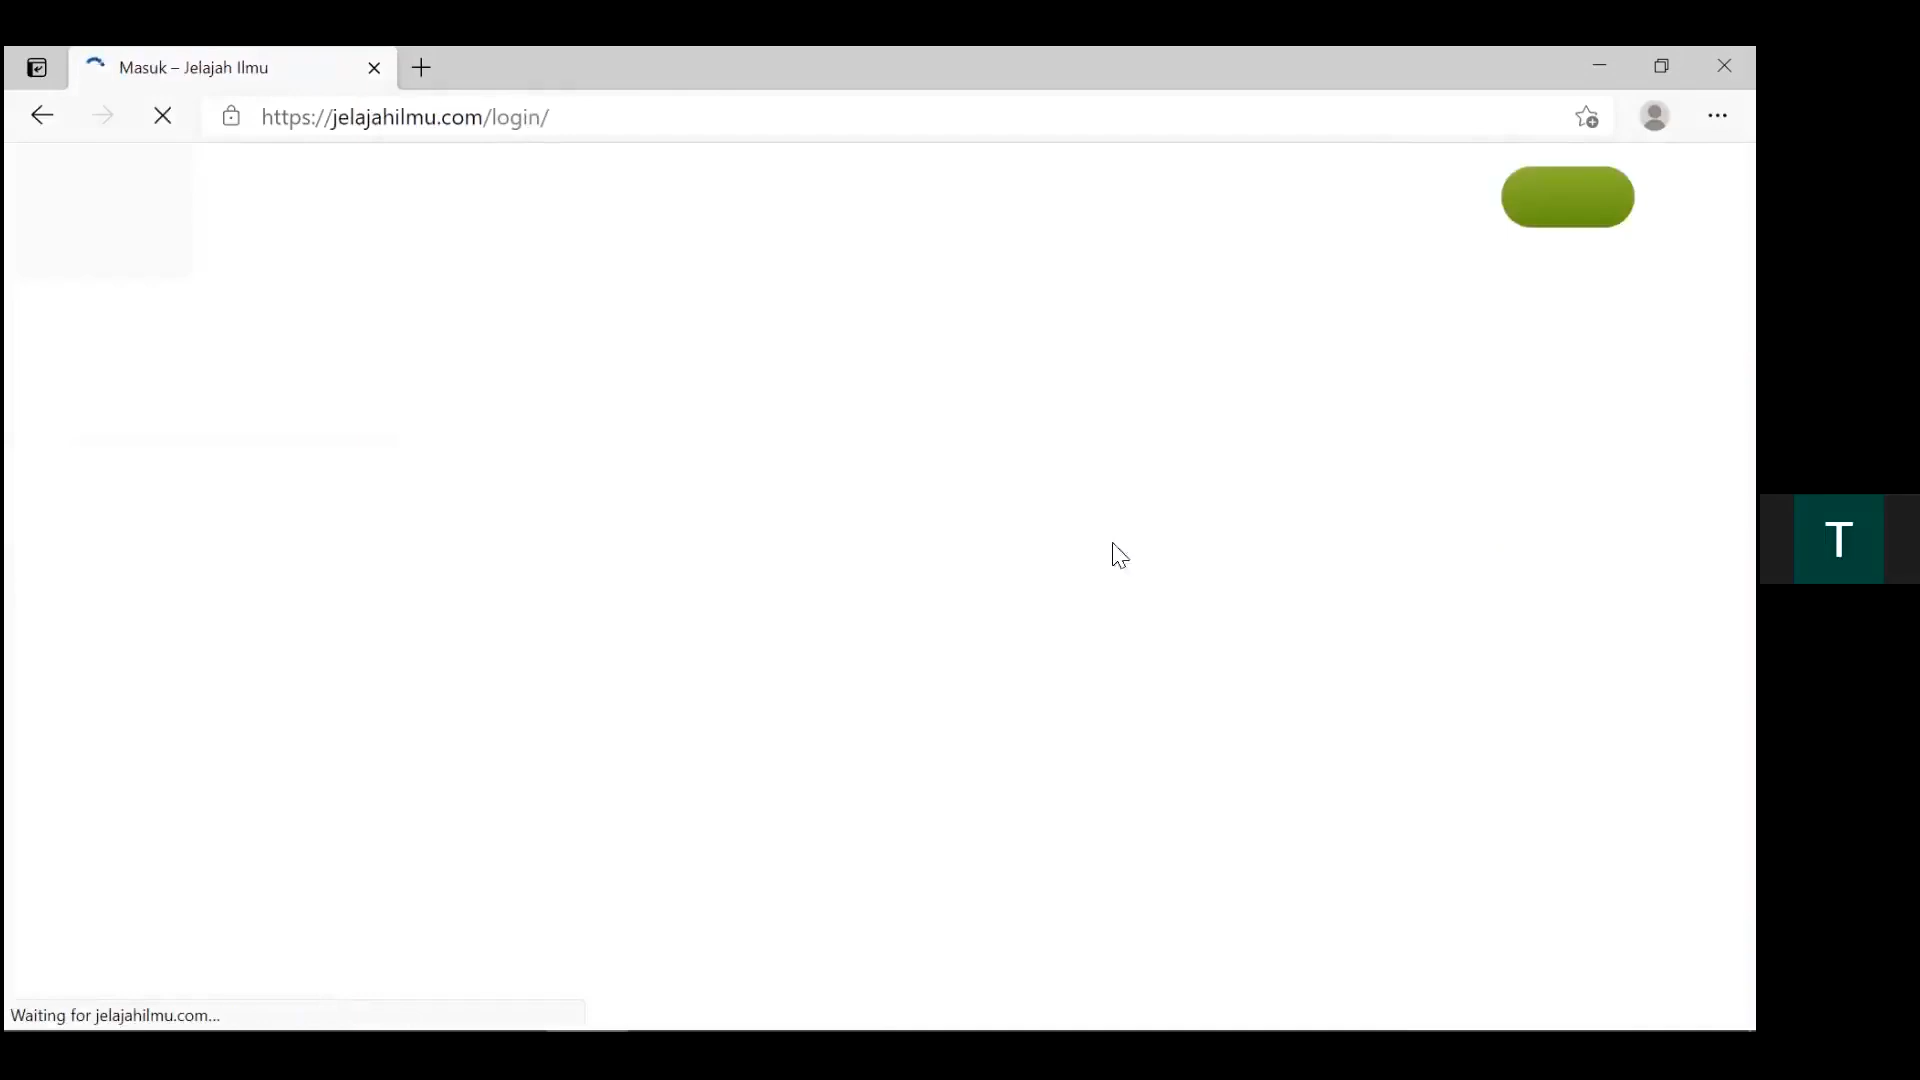 Masuk – Jelajah Ilmu
https://jelajahilmu.com/login/
T
Waiting for jelajahilmu.com...